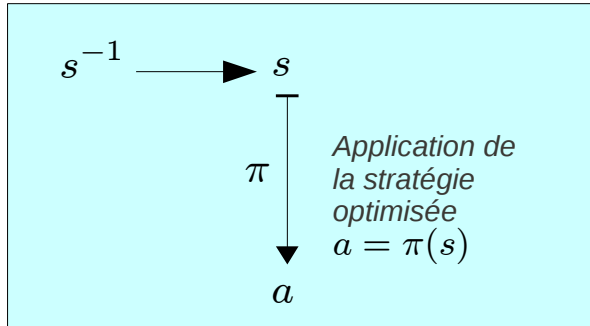 s⁻¹ s
π
Application de
la stratégie
optimisée
a = π(s)
a